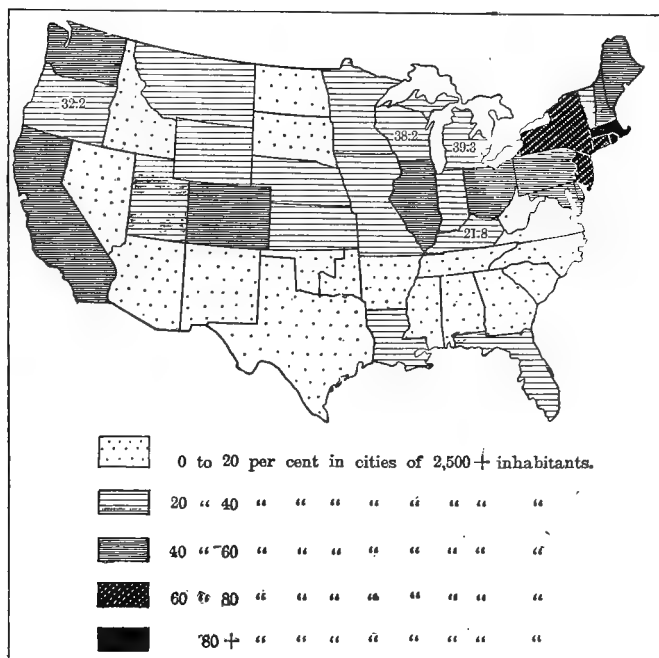 32.2
38.2
39.3
21.8
0 to 20 per cent in cities of 2,500 + inhabitants.
20 “ 40 “ “ “ “ “ “ “ “
40 “ 60 “ “ “ “ “ “ “ “
60 “ 80 “ “ “ “ “ “ “ “
80 + “ “ “ “ “ “ “ “